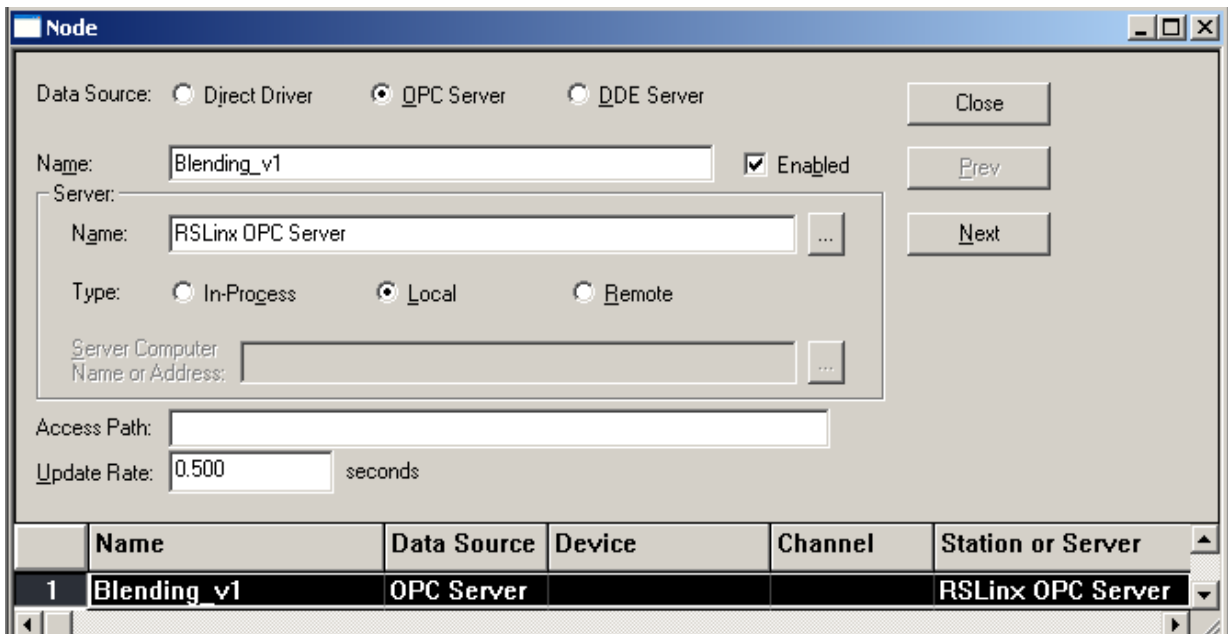 Node
Data Source: Direct Driver OPC Server DDE Server Close
Name: Blending_v1 Enabled Prev
Server:
Name: RSLinx OPC Server ... Next
Type: In-Process Local Remote
Server Computer
Name or Address: ...
Access Path:
Update Rate: 0.500 seconds
Name Data Source Device Channel Station or Server
1 Blending_v1 OPC Server RSLinx OPC Server